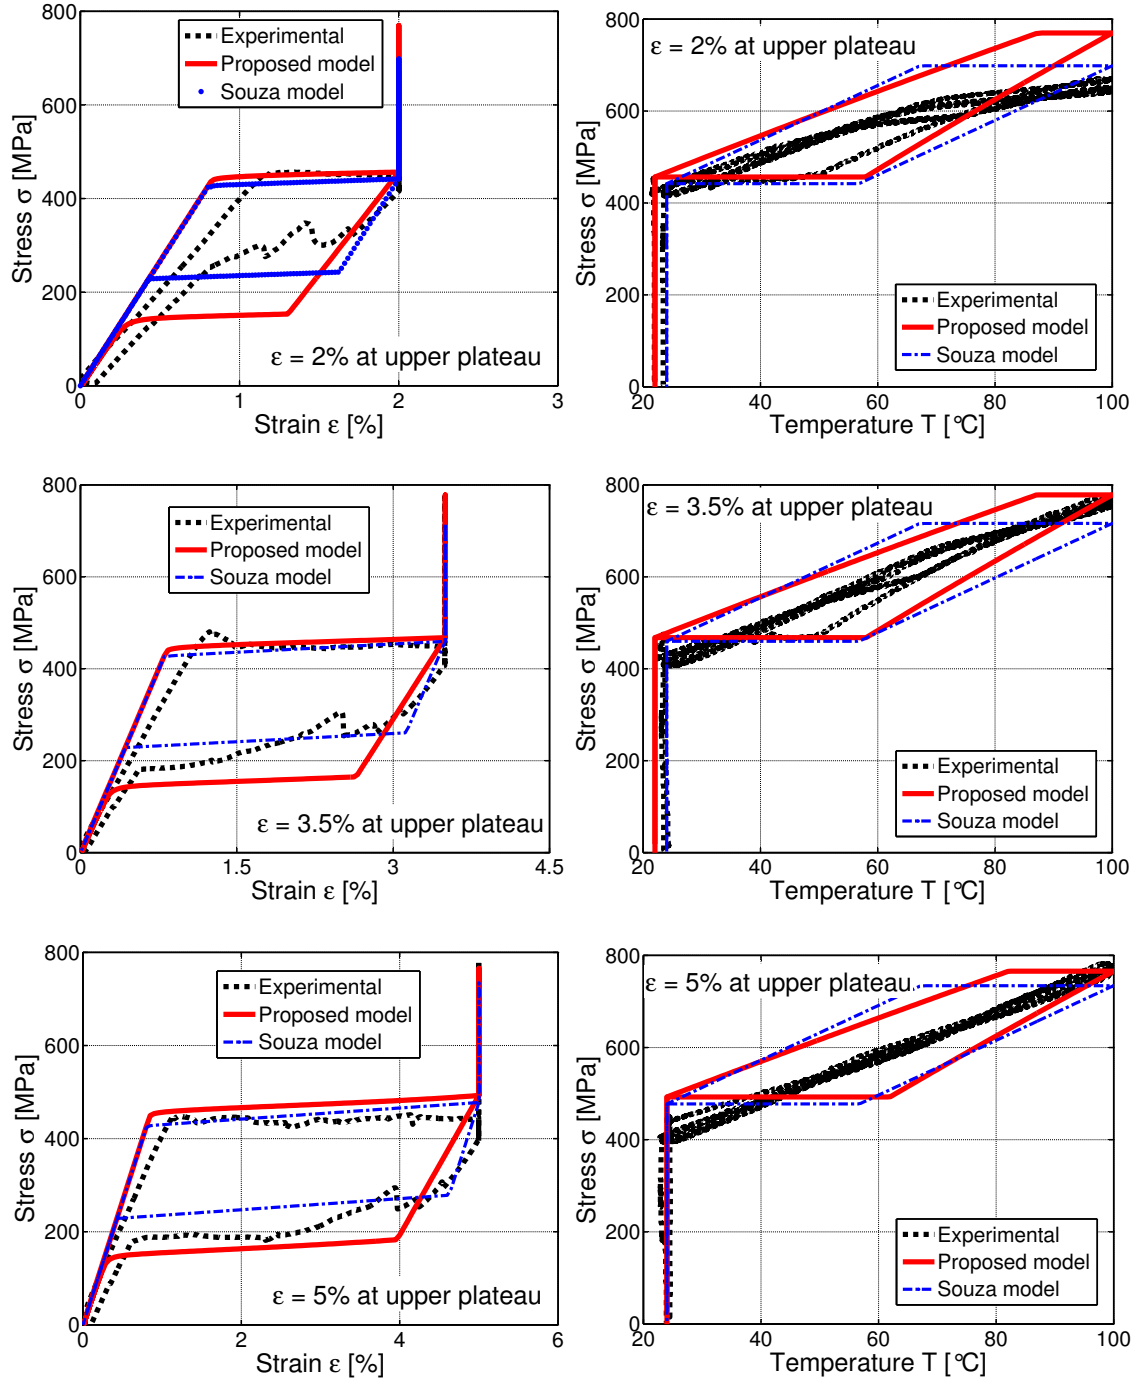 800
600
400
200
0
Stress σ [MPa]
Experimental
Proposed model
Souza model
ε = 2% at upper plateau
0
1
2
3
Strain ε [%]
800
600
400
200
0
Stress σ [MPa]
ε = 2% at upper plateau
Experimental
Proposed model
Souza model
20
40
60
80
100
Temperature T [°C]
800
600
400
200
0
Stress σ [MPa]
Experimental
Proposed model
Souza model
ε = 3.5% at upper plateau
0
1.5
3
4.5
Strain ε [%]
800
600
400
200
0
Stress σ [MPa]
ε = 3.5% at upper plateau
Experimental
Proposed model
Souza model
20
40
60
80
100
Temperature T [°C]
800
600
400
200
0
Stress σ [MPa]
Experimental
Proposed model
Souza model
ε = 5% at upper plateau
0
2
4
6
Strain ε [%]
800
600
400
200
0
Stress σ [MPa]
ε = 5% at upper plateau
Experimental
Proposed model
Souza model
20
40
60
80
100
Temperature T [°C]